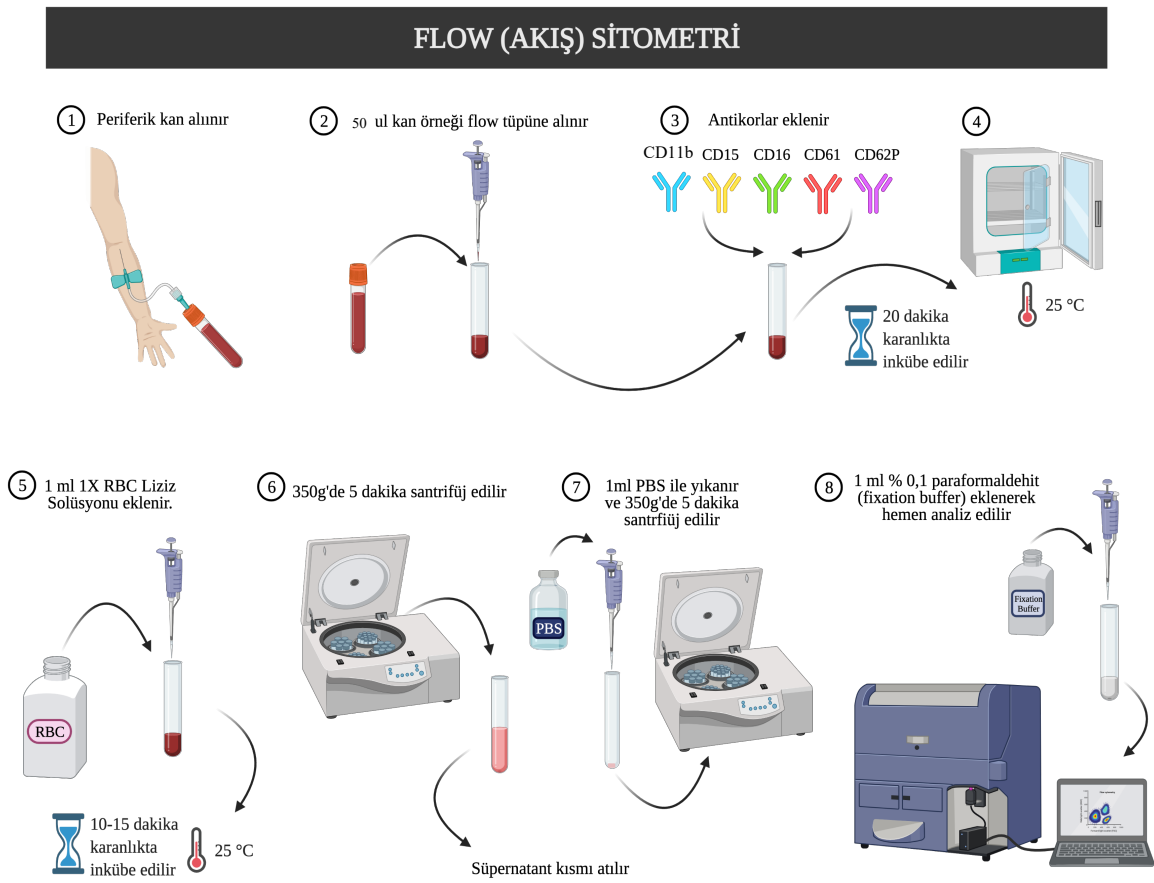 FLOW (AKIŞ) SİTOMETRİ
1 Periferik kan alıınır
2 50 ul kan örneği flow tüpüne alınır
3 Antikorlar eklenir
CD11b CD15 CD16 CD61 CD62P
4
20 dakika
karanlıkta
inkübe edilir
25 °C
5 1 ml 1X RBC Liziz
Solüsyonu eklenir.
RBC
10-15 dakika
karanlıkta
inkübe edilir
25 °C
6 350g'de 5 dakika santrifüj edilir
Süpernatant kısmı atılır
7 1ml PBS ile yıkanır
ve 350g'de 5 dakika
santrfiüj edilir
PBS
8 1 ml % 0,1 paraformaldehit
(fixation buffer) eklenerek
hemen analiz edilir
Fixation
Buffer